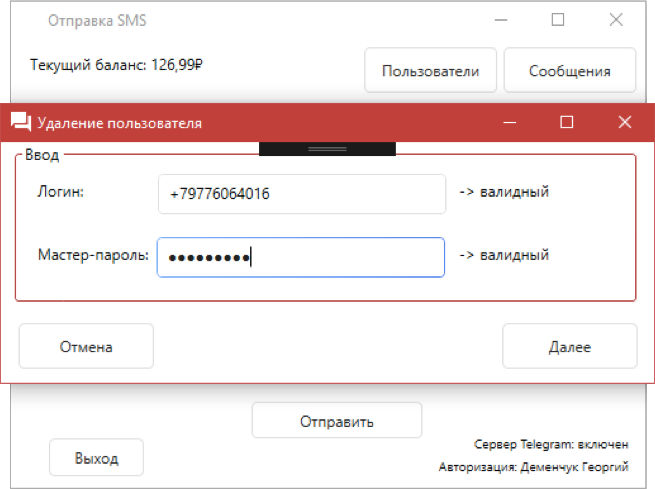 Отправка SMS
Текущий баланс: 126,99₽
Пользователи
Сообщения
Удаление пользователя
Ввод
Логин: +79776064016 -> валидный
Мастер-пароль: ●●●●●●●●● -> валидный
Отмена
Далее
Отправить
Сервер Telegram: включен
Выход
Авторизация: Деменчук Георгий